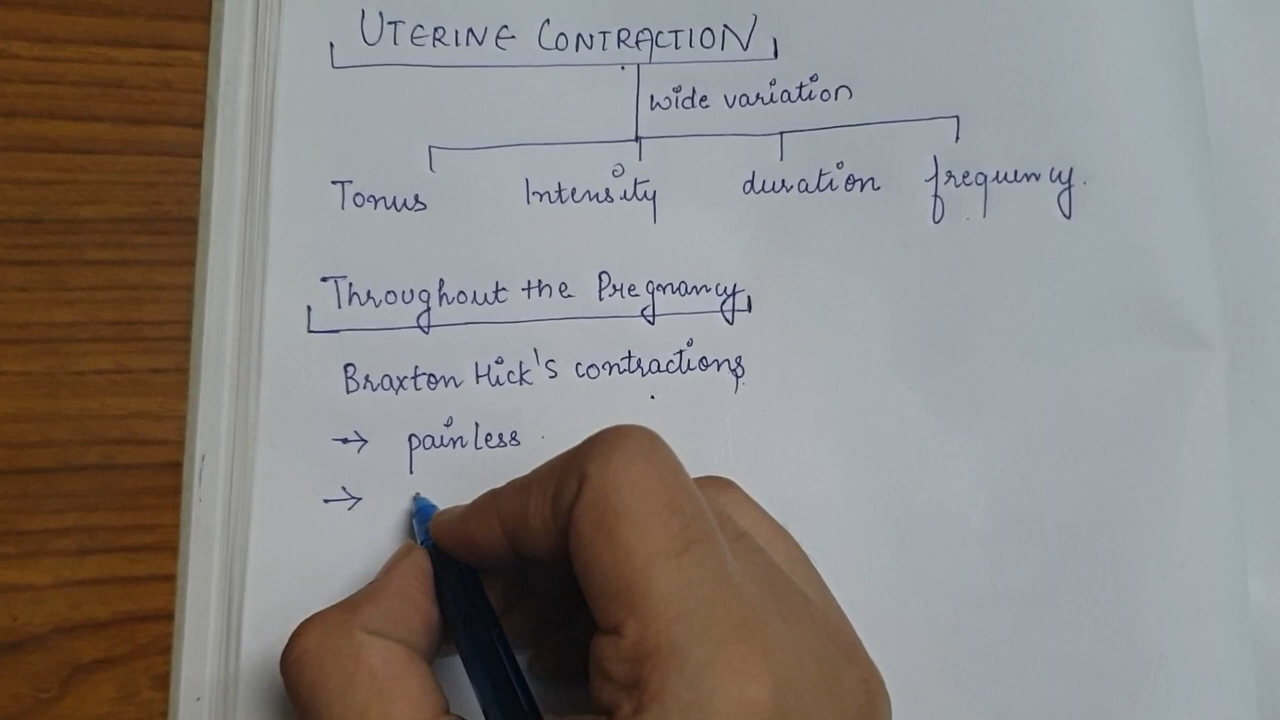 UTERINE CONTRACTION
wide variation
Tonus Intensity duration frequency.
Throughout the Pregnancy
Braxton Hick's contractions
→ painless
→